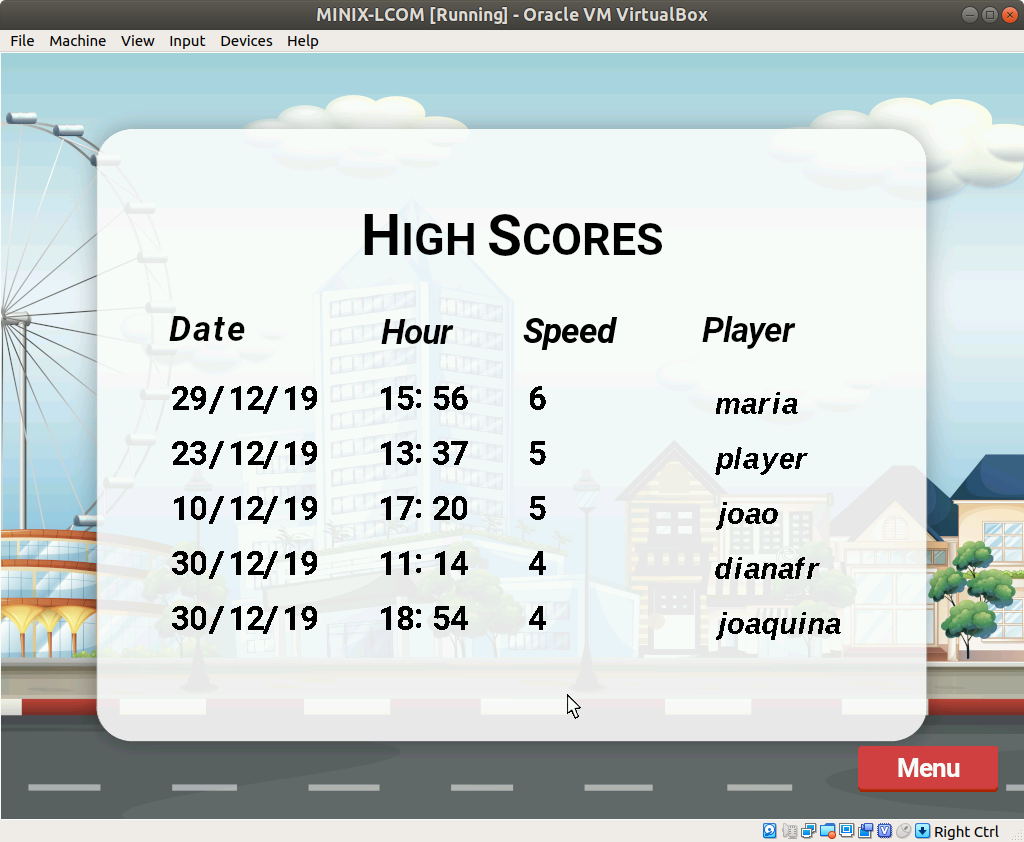 MINIX-LCOM [Running] - Oracle VM VirtualBox
File Machine View Input Devices Help
HIGH SCORES
Date Hour Speed Player
29/12/19 15: 56 6 maria
23/12/19 13: 37 5 player
10/12/19 17: 20 5 joao
30/12/19 11: 14 4 dianafr
30/12/19 18: 54 4 joaquina
Menu
Right Ctrl